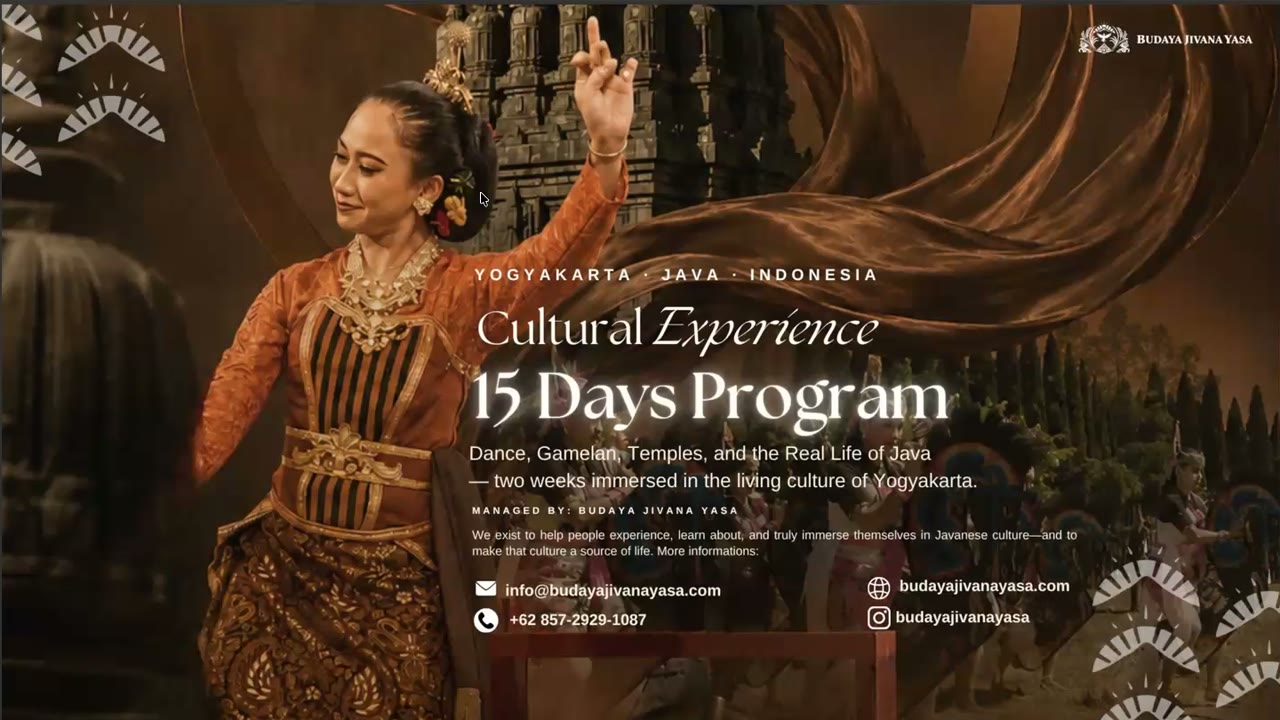 BUDAYA JIVANA YASA
YOGYAKARTA · JAVA · INDONESIA
Cultural Experience
15 Days Program
Dance, Gamelan, Temples, and the Real Life of Java
— two weeks immersed in the living culture of Yogyakarta.
MANAGED BY: BUDAYA JIVANA YASA
We exist to help people experience, learn about, and truly immerse themselves in Javanese culture—and to
make that culture a source of life. More informations:
info@budayajivanayasa.com
+62 857-2929-1087
budayajivanayasa.com
budayajivanayasa